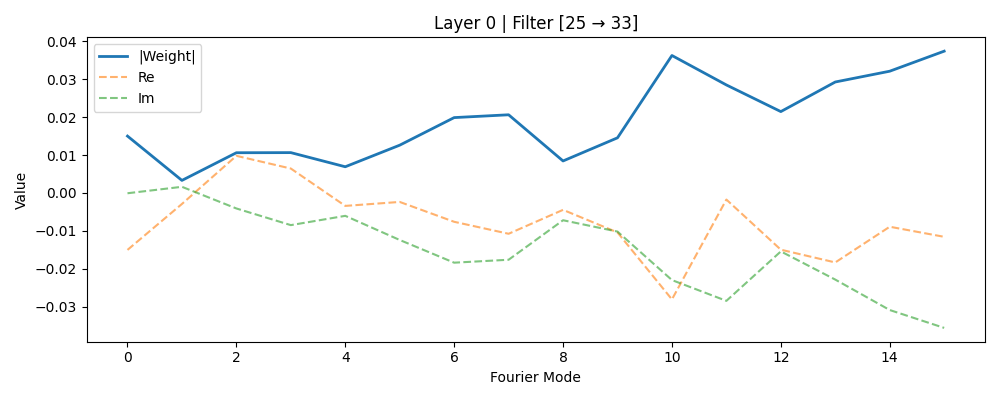 Layer 0 | Filter [25 → 33]
|Weight|
Re
Im
Value
0.04
0.03
0.02
0.01
0.00
−0.01
−0.02
−0.03
0 2 4 6 8 10 12 14
Fourier Mode